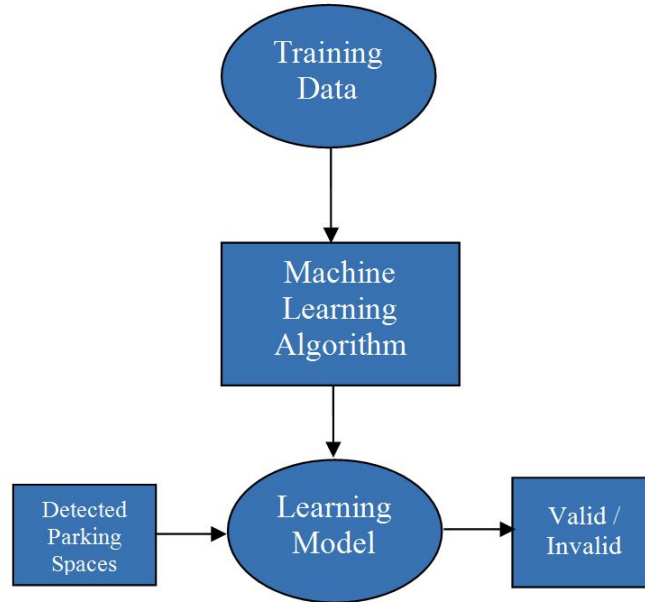 Training
Data
Machine
Learning
Algorithm
Detected
Parking
Spaces
Learning
Model
Valid /
Invalid